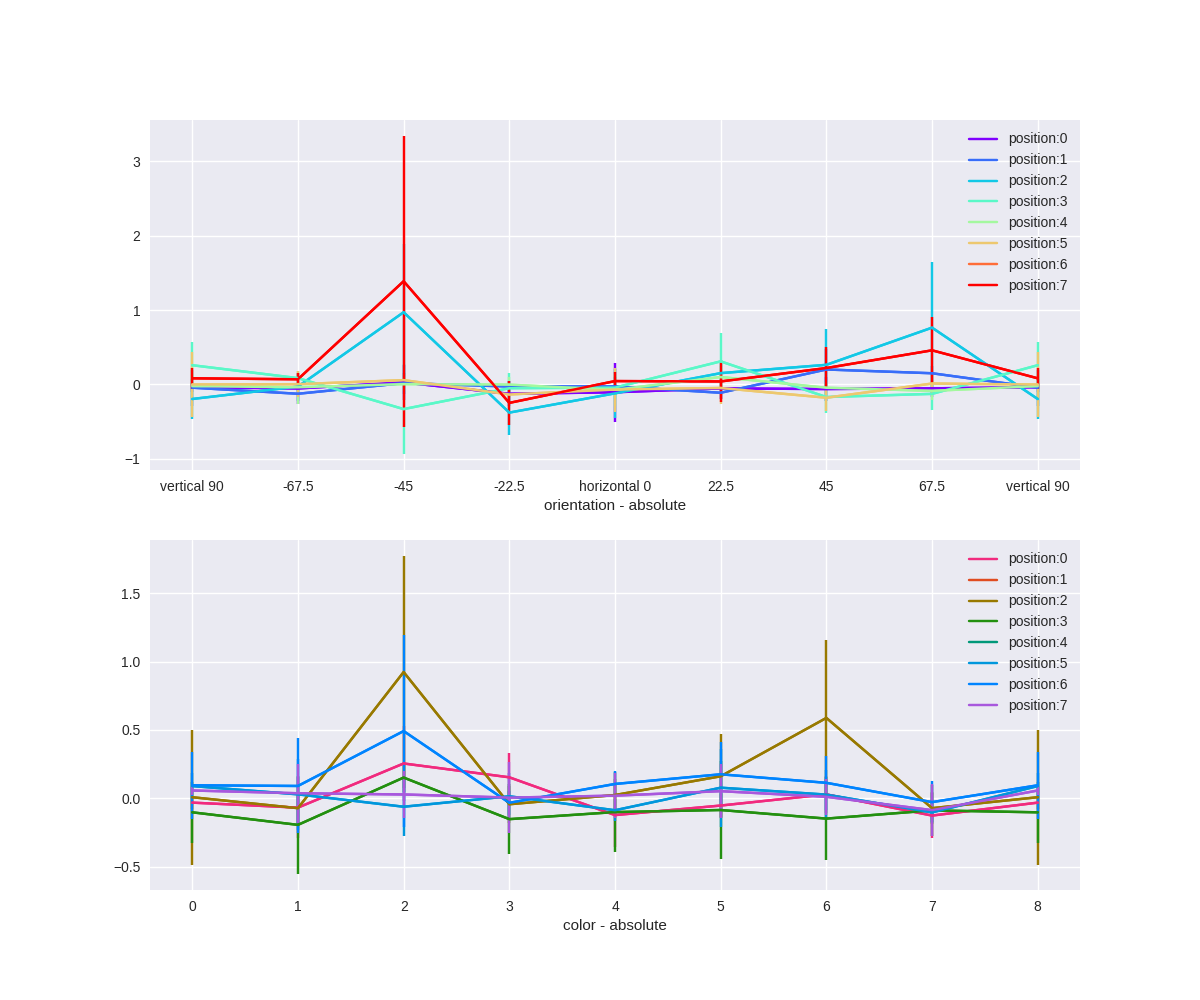 position:0
position:1
position:2
position:3
position:4
position:5
position:6
position:7
3
2
1
0
−1
vertical 90 -67.5 -45 -22.5 horizontal 0 22.5 45 67.5 vertical 90
orientation - absolute
position:0
position:1
position:2
position:3
position:4
position:5
position:6
position:7
1.5
1.0
0.5
0.0
−0.5
0 1 2 3 4 5 6 7 8
color - absolute